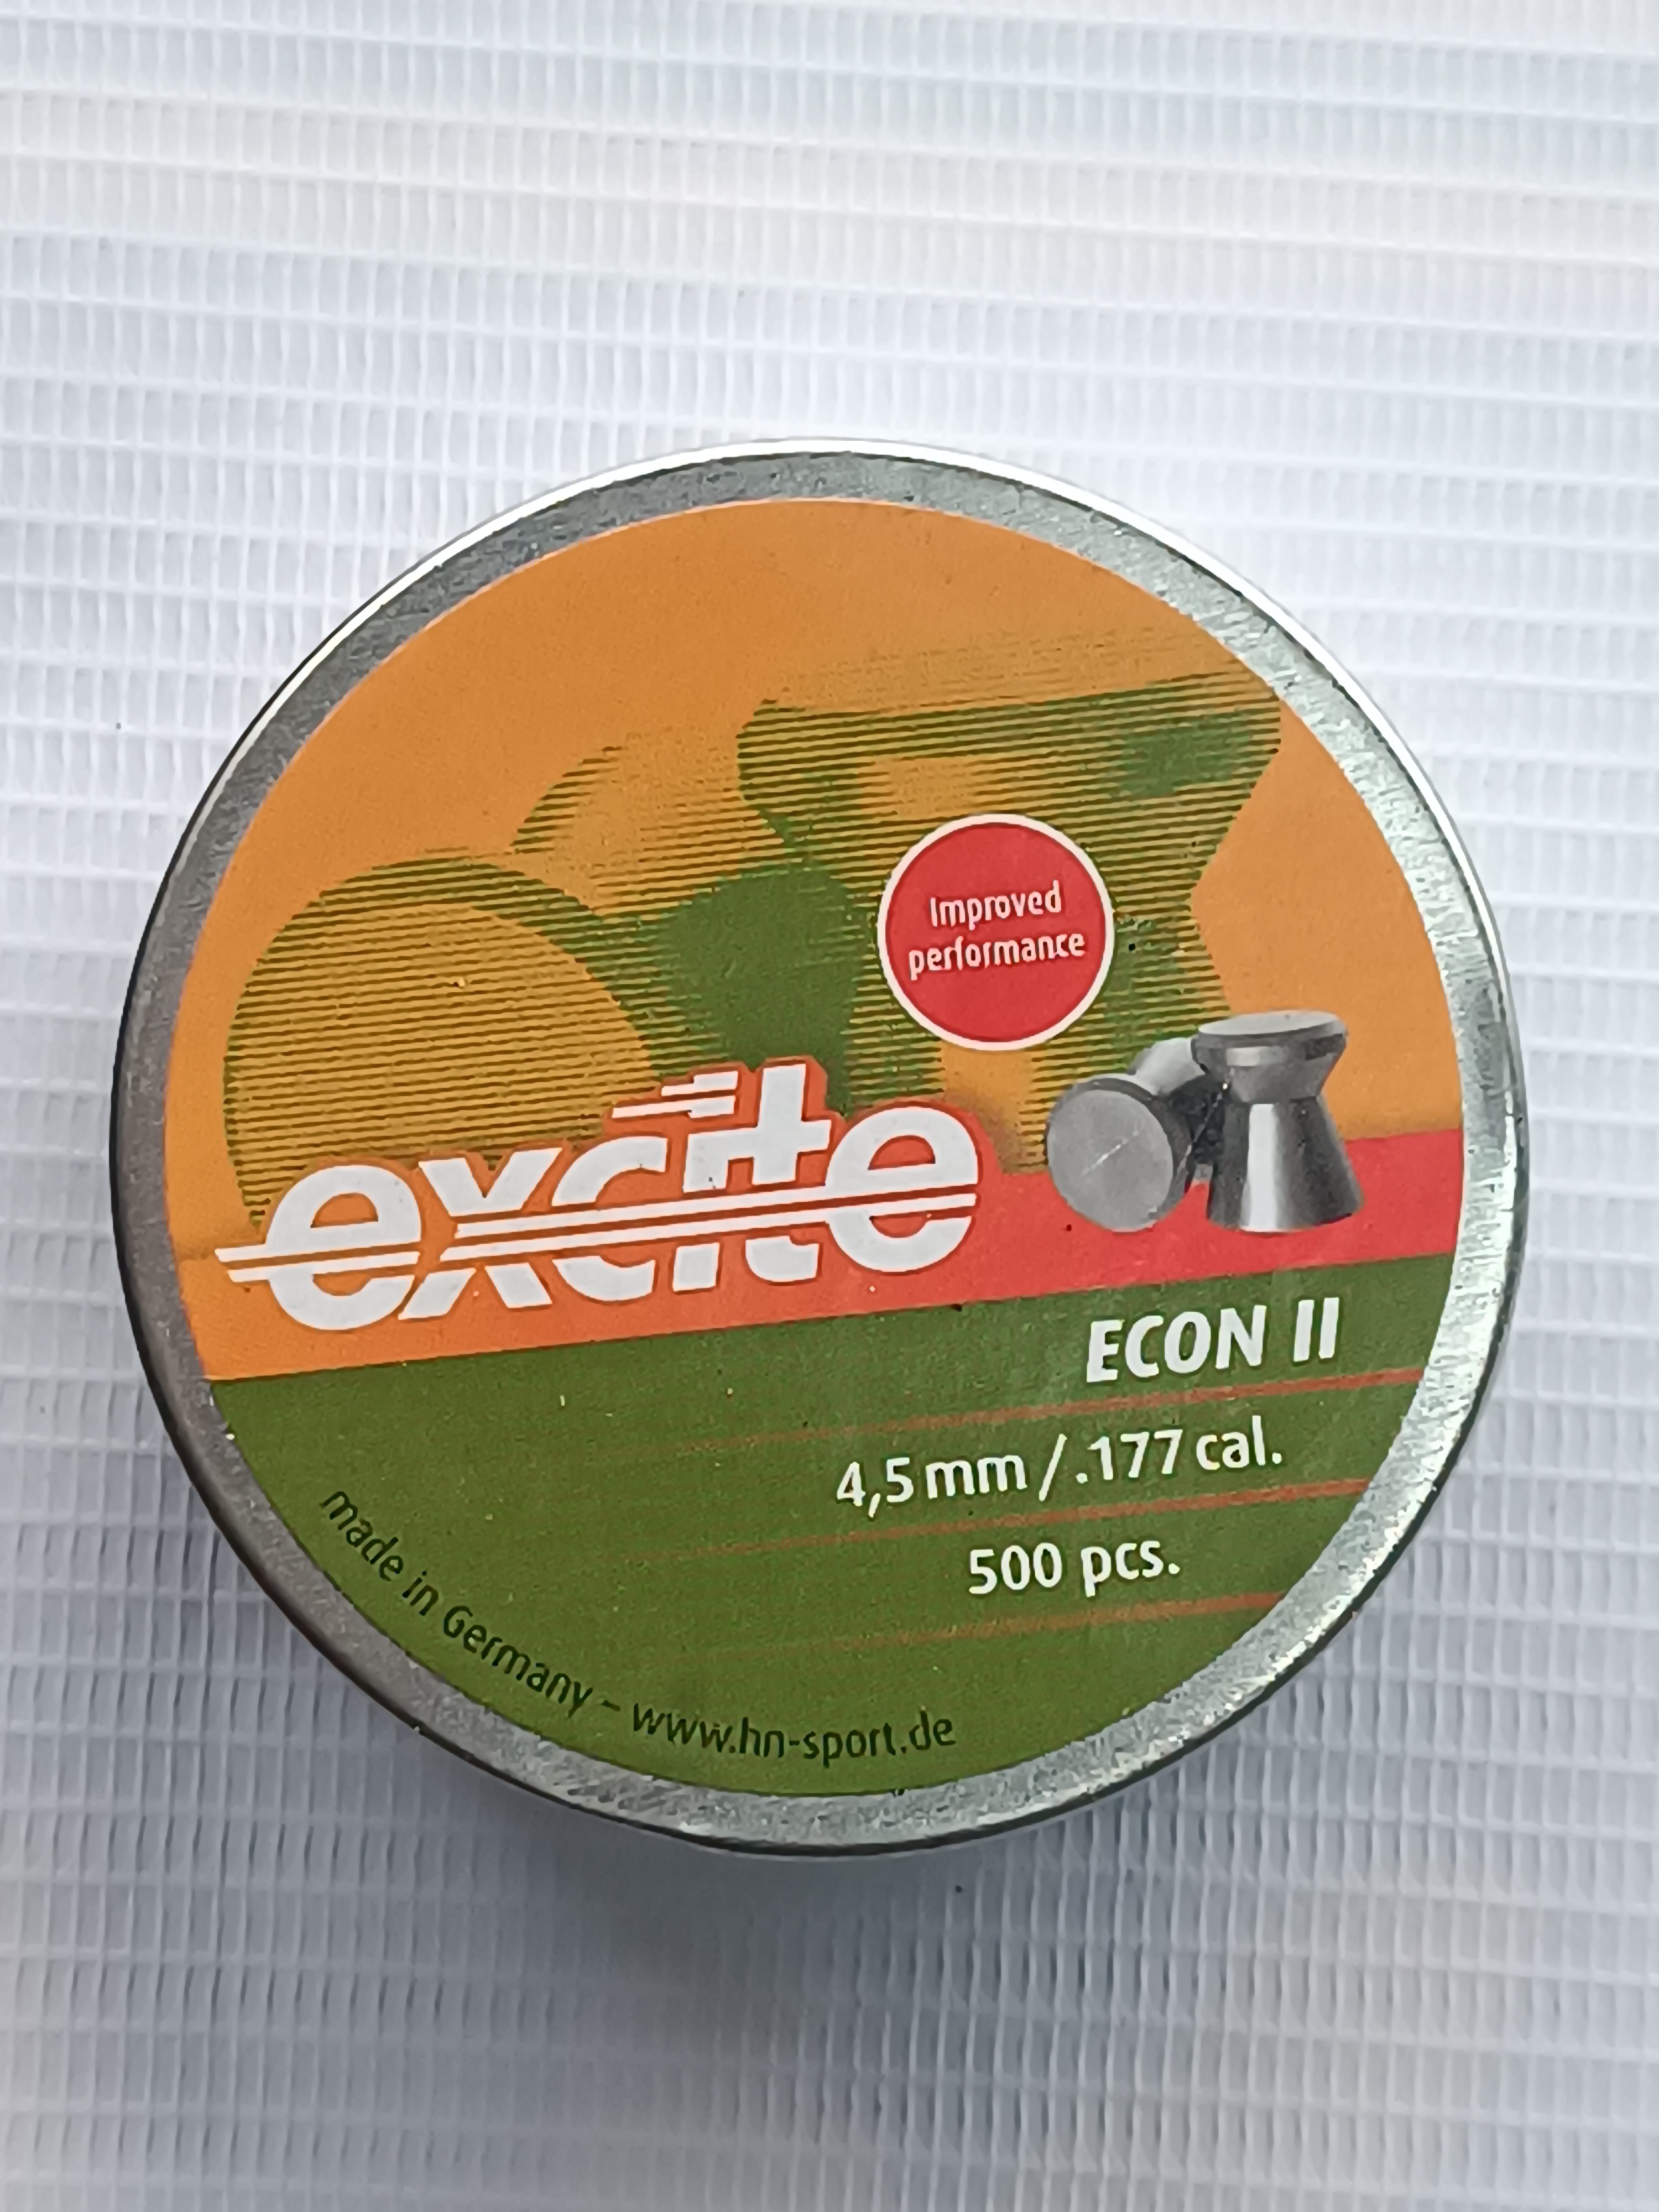 Improved
performance
excite
ECON II
4,5 mm / .177 cal.
500 pcs.
made in Germany – www.hn-sport.de